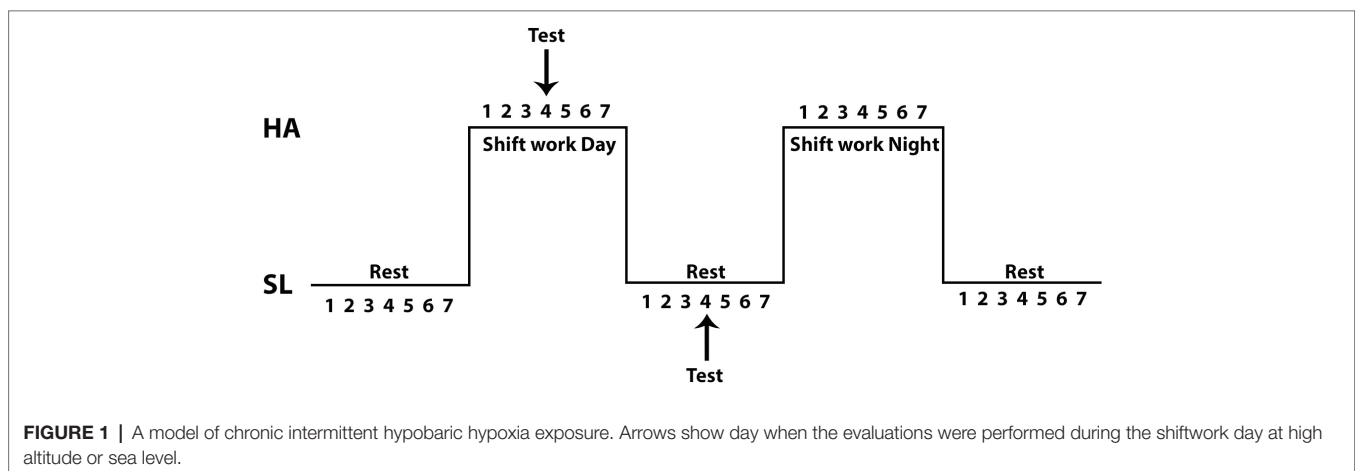 Test
1 2 3 4 5 6 7
1 2 3 4 5 6 7
HA
Shift work Day
Shift work Night
SL
Rest
Rest
Rest
1 2 3 4 5 6 7
1 2 3 4 5 6 7
1 2 3 4 5 6 7
Test
FIGURE 1 | A model of chronic intermittent hypobaric hypoxia exposure. Arrows show day when the evaluations were performed during the shiftwork day at high
altitude or sea level.